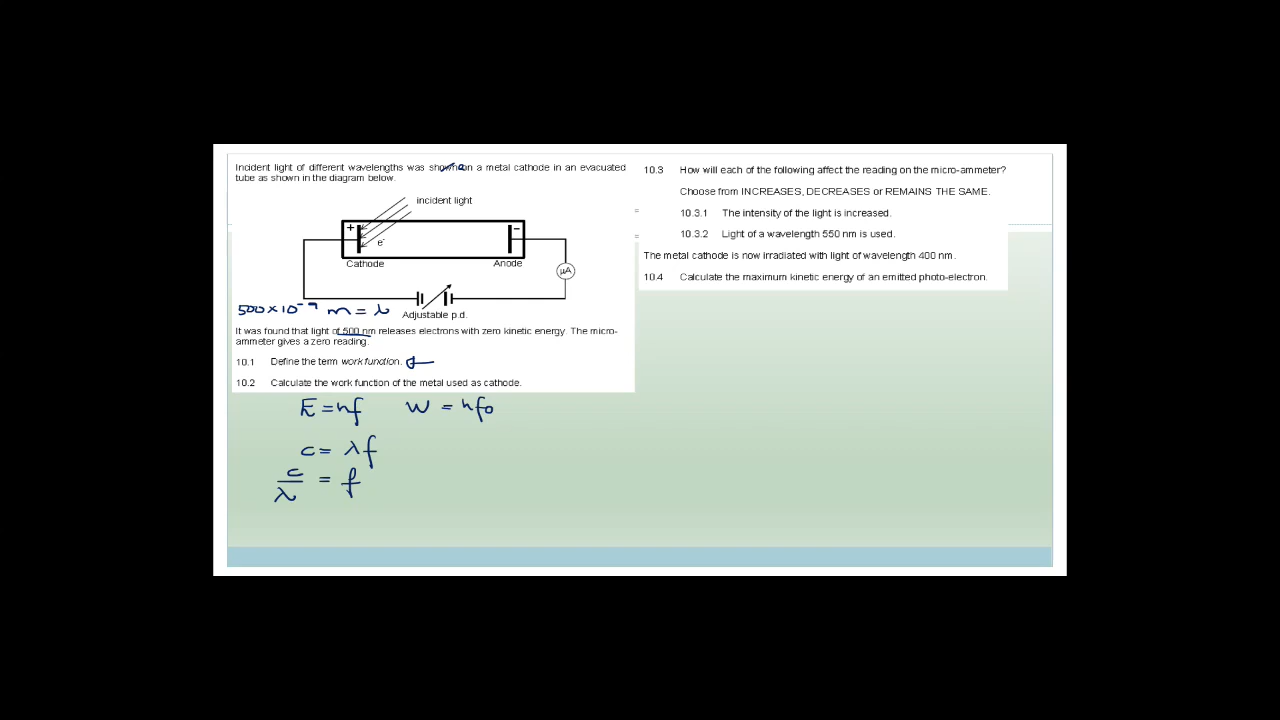 Incident light of different wavelengths was shown on a metal cathode in an evacuated
tube as shown in the diagram below.
incident light
+
-
e-
Cathode
Anode
µA
Adjustable p.d.
500 × 10⁻⁹ m = λ
It was found that light of 500 nm releases electrons with zero kinetic energy. The micro-
ammeter gives a zero reading.
10.1 Define the term work function.
10.2 Calculate the work function of the metal used as cathode.
E = hf W = hf₀
c = λf
c/λ = f
10.3 How will each of the following affect the reading on the micro-ammeter?
Choose from INCREASES, DECREASES or REMAINS THE SAME.
10.3.1 The intensity of the light is increased.
10.3.2 Light of a wavelength 550 nm is used.
The metal cathode is now irradiated with light of wavelength 400 nm.
10.4 Calculate the maximum kinetic energy of an emitted photo-electron.